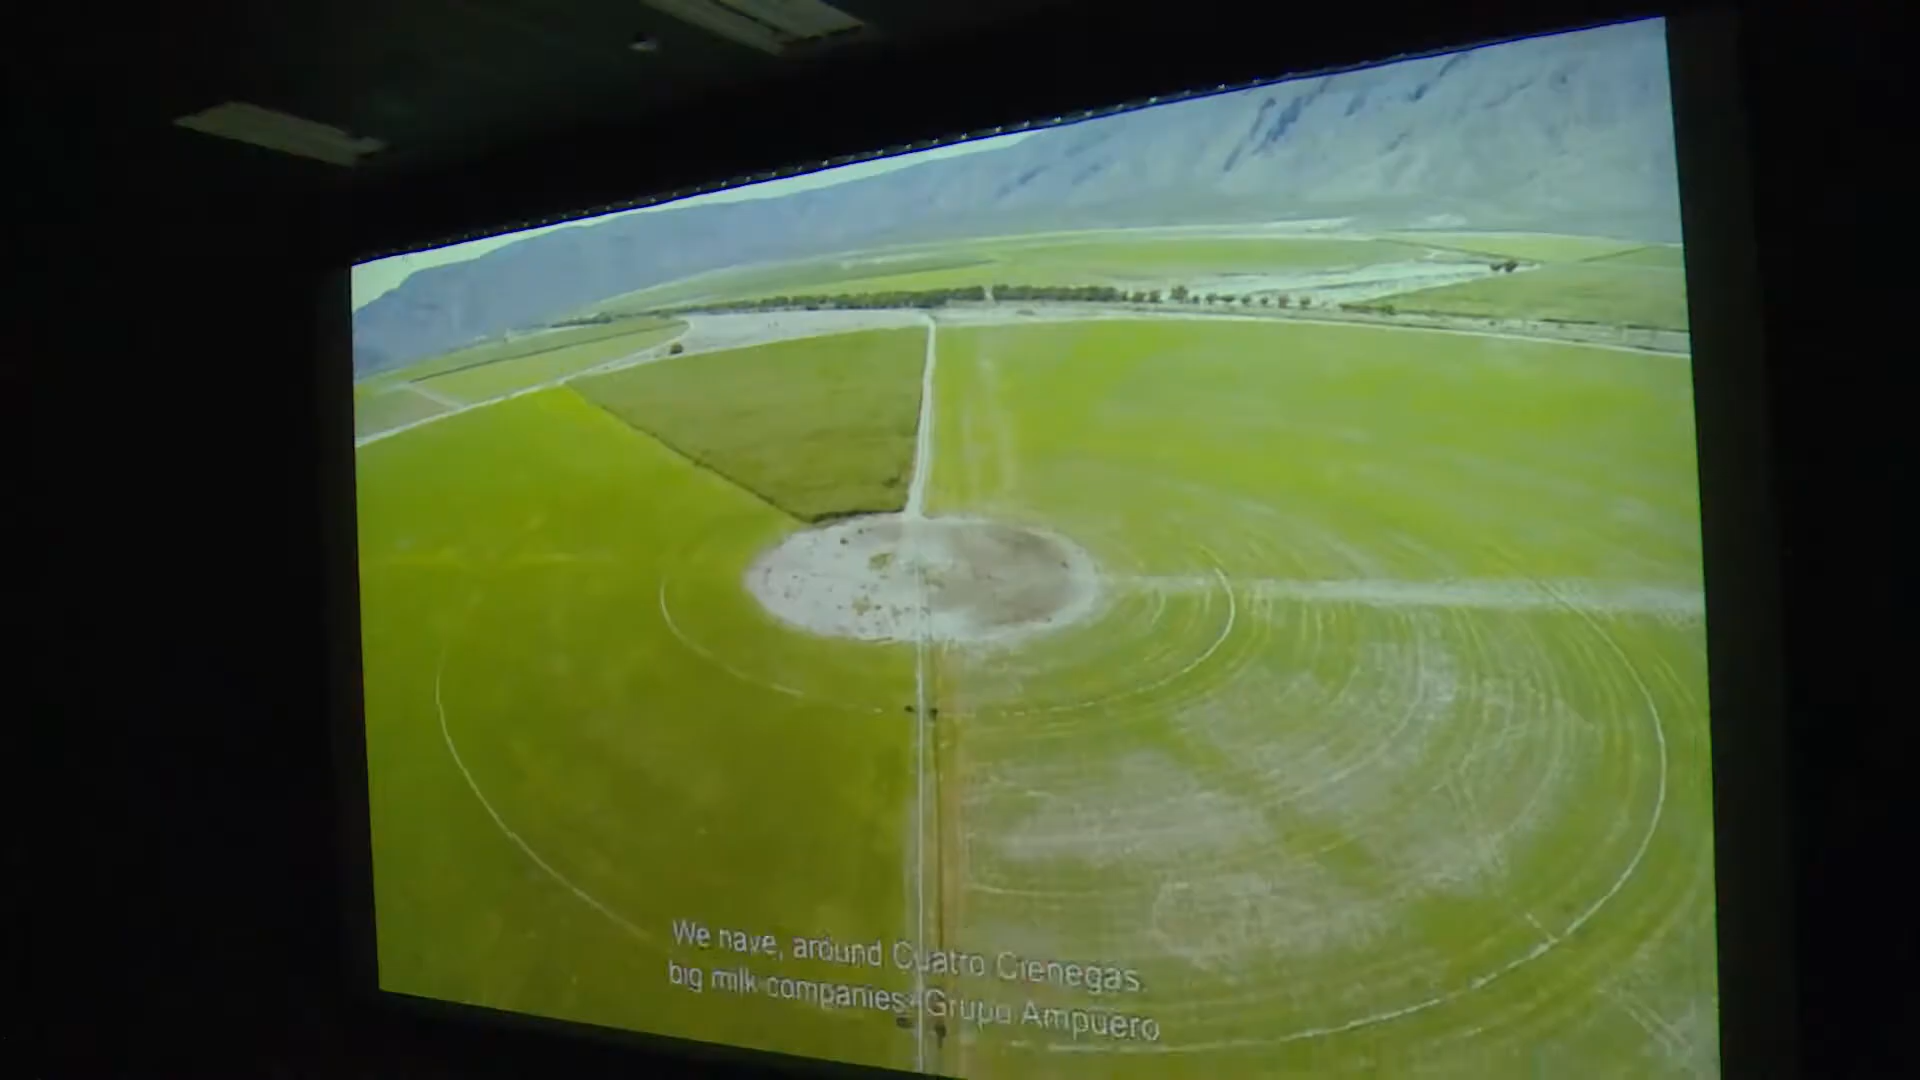 We have, around Cuatro Cienegas,
big milk companies: Grupo Ampuero